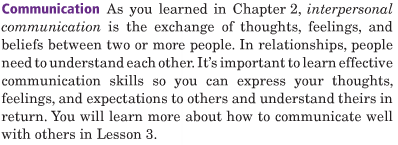 Communication As you learned in Chapter 2, interpersonal
communication is the exchange of thoughts, feelings, and
beliefs between two or more people. In relationships, people
need to understand each other. It's important to learn effective
communication skills so you can express your thoughts,
feelings, and expectations to others and understand theirs in
return. You will learn more about how to communicate well
with others in Lesson 3.